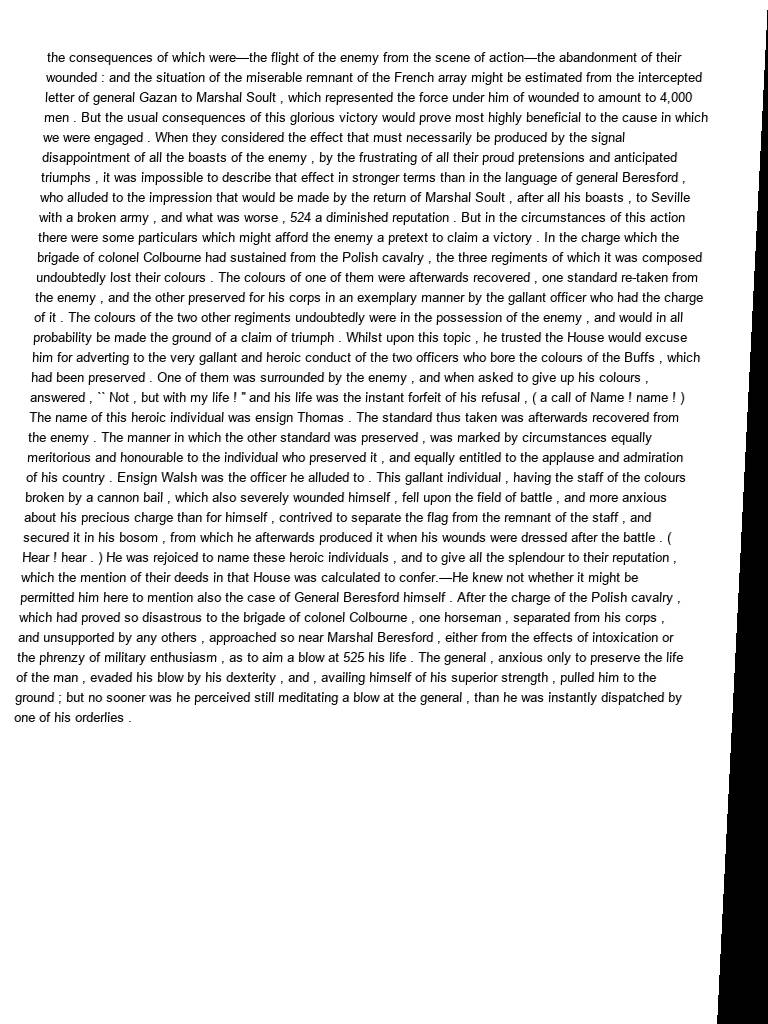 the consequences of which were—the flight of the enemy from the scene of action—the abandonment of their
wounded : and the situation of the miserable remnant of the French array might be estimated from the intercepted
letter of general Gazan to Marshal Soult , which represented the force under him of wounded to amount to 4,000
men . But the usual consequences of this glorious victory would prove most highly beneficial to the cause in which
we were engaged . When they considered the effect that must necessarily be produced by the signal
disappointment of all the boasts of the enemy , by the frustrating of all their proud pretensions and anticipated
triumphs , it was impossible to describe that effect in stronger terms than in the language of general Beresford ,
who alluded to the impression that would be made by the return of Marshal Soult , after all his boasts , to Seville
with a broken army , and what was worse , 524 a diminished reputation . But in the circumstances of this action
there were some particulars which might afford the enemy a pretext to claim a victory . In the charge which the
brigade of colonel Colbourne had sustained from the Polish cavalry , the three regiments of which it was composed
undoubtedly lost their colours . The colours of one of them were afterwards recovered , one standard re-taken from
the enemy , and the other preserved for his corps in an exemplary manner by the gallant officer who had the charge
of it . The colours of the two other regiments undoubtedly were in the possession of the enemy , and would in all
probability be made the ground of a claim of triumph . Whilst upon this topic , he trusted the House would excuse
him for adverting to the very gallant and heroic conduct of the two officers who bore the colours of the Buffs , which
had been preserved . One of them was surrounded by the enemy , and when asked to give up his colours ,
answered , `` Not , but with my life ! '' and his life was the instant forfeit of his refusal , ( a call of Name ! name ! )
The name of this heroic individual was ensign Thomas . The standard thus taken was afterwards recovered from
the enemy . The manner in which the other standard was preserved , was marked by circumstances equally
meritorious and honourable to the individual who preserved it , and equally entitled to the applause and admiration
of his country . Ensign Walsh was the officer he alluded to . This gallant individual , having the staff of the colours
broken by a cannon bail , which also severely wounded himself , fell upon the field of battle , and more anxious
about his precious charge than for himself , contrived to separate the flag from the remnant of the staff , and
secured it in his bosom , from which he afterwards produced it when his wounds were dressed after the battle . (
Hear ! hear . ) He was rejoiced to name these heroic individuals , and to give all the splendour to their reputation ,
which the mention of their deeds in that House was calculated to confer.—He knew not whether it might be
permitted him here to mention also the case of General Beresford himself . After the charge of the Polish cavalry ,
which had proved so disastrous to the brigade of colonel Colbourne , one horseman , separated from his corps ,
and unsupported by any others , approached so near Marshal Beresford , either from the effects of intoxication or
the phrenzy of military enthusiasm , as to aim a blow at 525 his life . The general , anxious only to preserve the life
of the man , evaded his blow by his dexterity , and , availing himself of his superior strength , pulled him to the
ground ; but no sooner was he perceived still meditating a blow at the general , than he was instantly dispatched by
one of his orderlies .